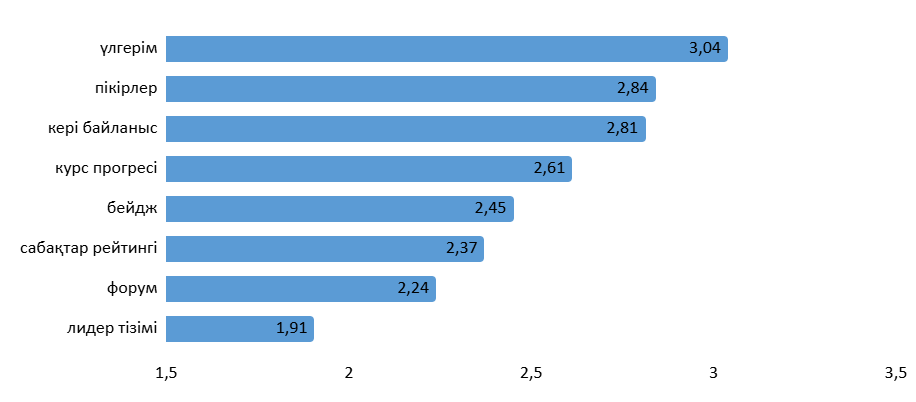 үлгерім 3,04
пікірлер 2,84
кері байланыс 2,81
курс прогресі 2,61
бейдж 2,45
сабақтар рейтингі 2,37
форум 2,24
лидер тізімі 1,91
1,5 2 2,5 3 3,5